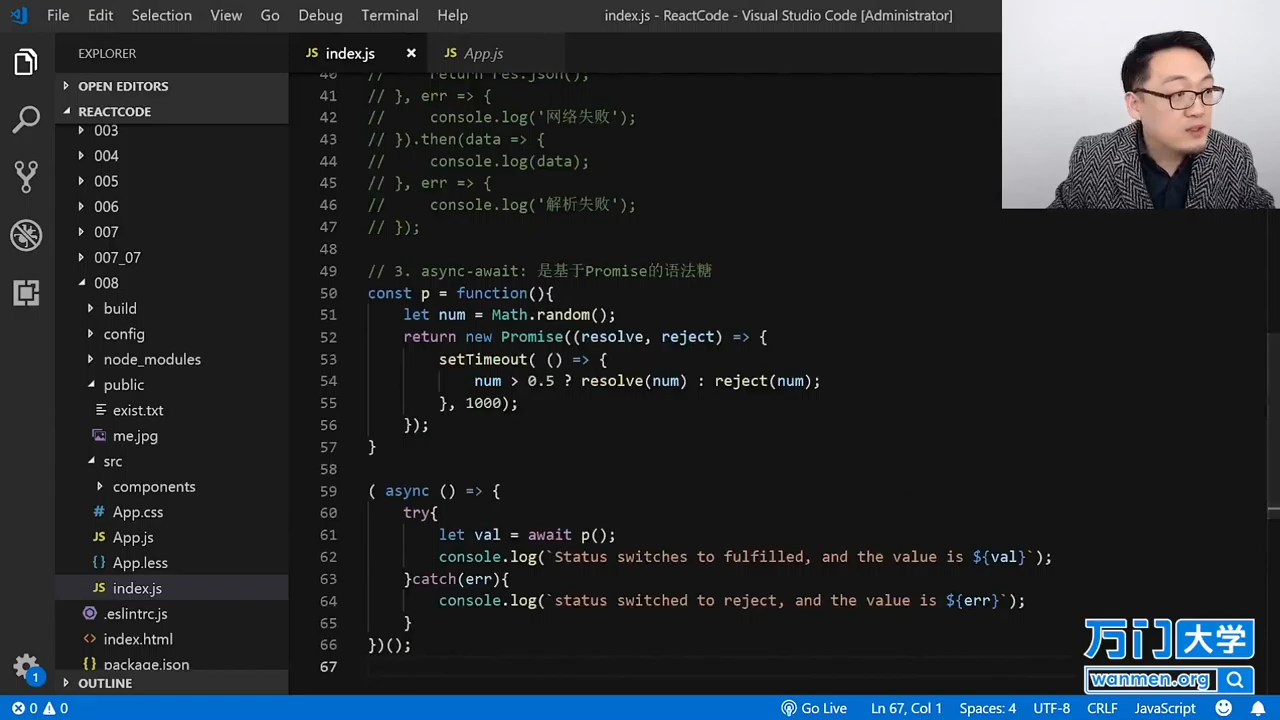 File Edit Selection View Go Debug Terminal Help
index.js - ReactCode - Visual Studio Code [Administrator]
EXPLORER
OPEN EDITORS
REACTCODE
003
004
005
006
007
007_07
008
build
config
node_modules
public
exist.txt
me.jpg
src
components
App.css
App.js
App.less
index.js
.eslintrc.js
index.html
package.json
OUTLINE
1
JS index.js
JS App.js
40 // return res.json();
41 // }, err => {
42 // console.log('网络失败');
43 // }).then(data => {
44 // console.log(data);
45 // }, err => {
46 // console.log('解析失败');
47 // });
48
49 // 3. async-await: 是基于Promise的语法糖
50 const p = function(){
51 let num = Math.random();
52 return new Promise((resolve, reject) => {
53 setTimeout( () => {
54 num > 0.5 ? resolve(num) : reject(num);
55 }, 1000);
56 });
57 }
58
59 ( async () => {
60 try{
61 let val = await p();
62 console.log(`Status switches to fulfilled, and the value is ${val}`);
63 }catch(err){
64 console.log(`status switched to reject, and the value is ${err}`);
65 }
66 })();
67
万门大学
wanmen.org
0 0
Go Live Ln 67, Col 1 Spaces: 4 UTF-8 CRLF JavaScript